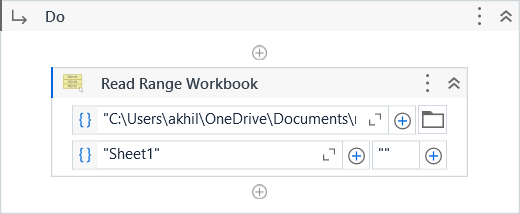 Do
Read Range Workbook
{ } "C:\Users\akhil\OneDrive\Documents\
{ } "Sheet1" ""